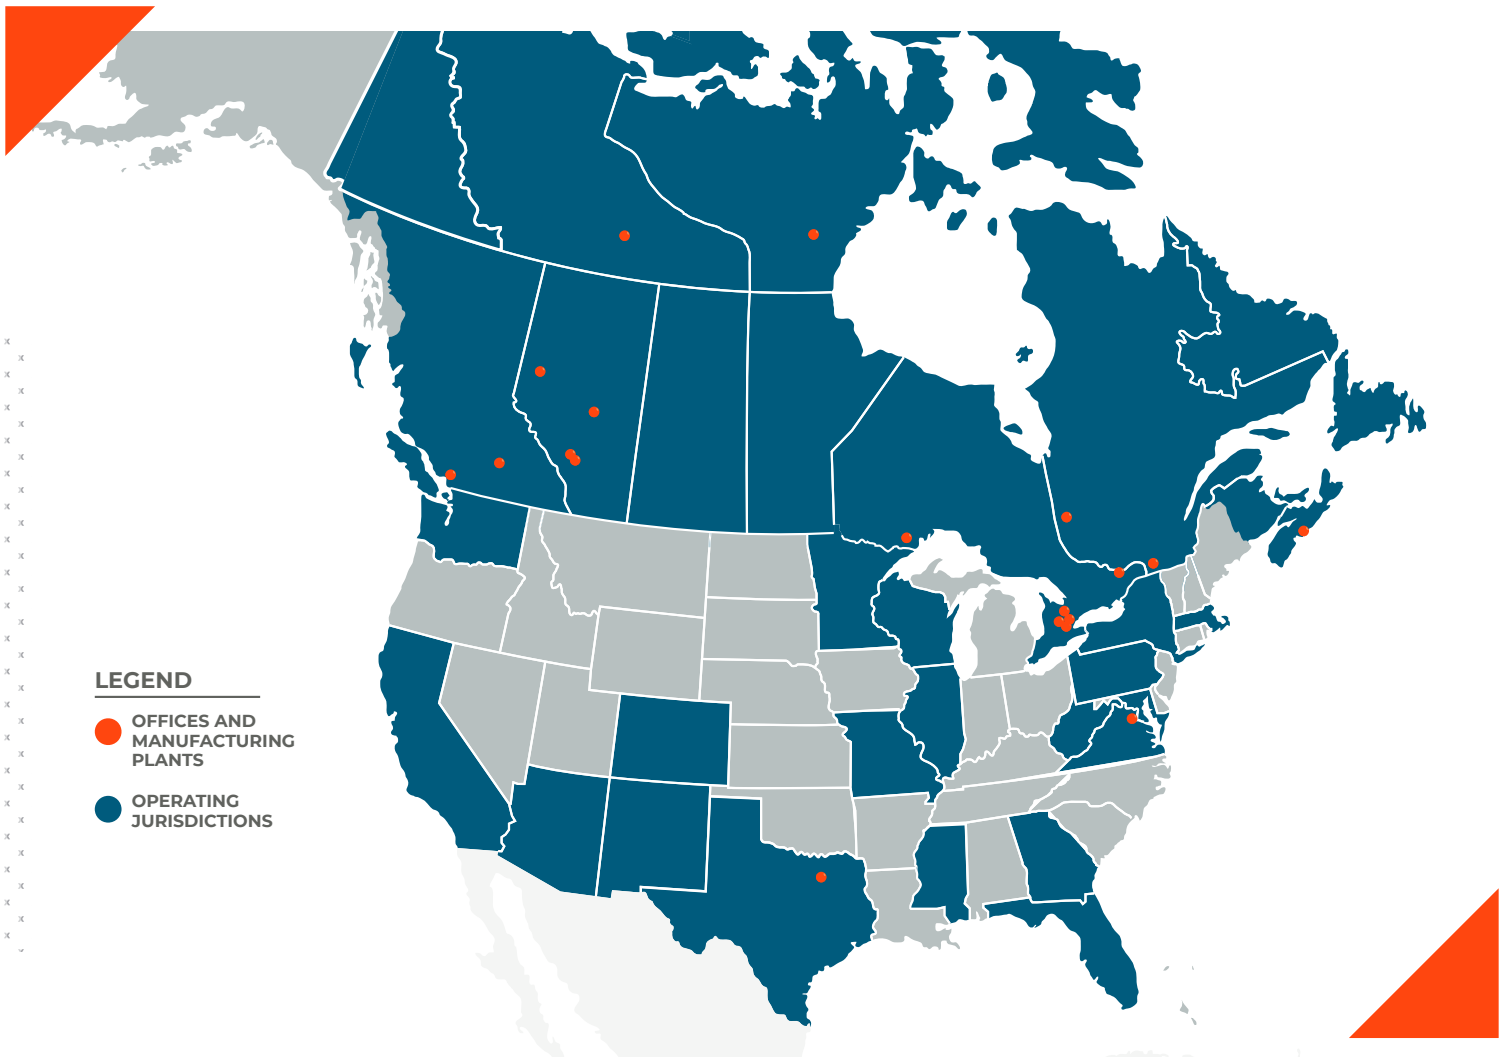 LEGEND
OFFICES AND
MANUFACTURING
PLANTS
OPERATING
JURISDICTIONS